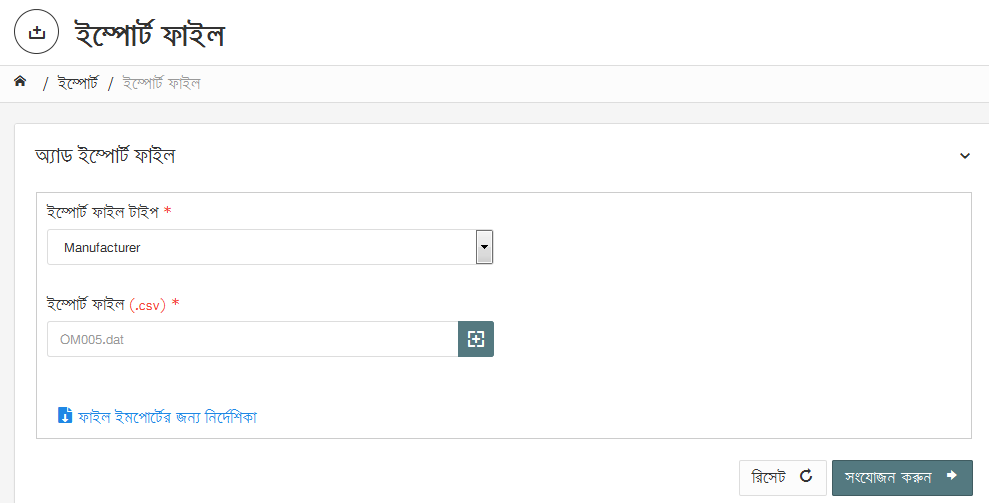 ইম্পোর্ট ফাইল
/ ইম্পোর্ট / ইম্পোর্ট ফাইল
অ্যাড ইম্পোর্ট ফাইল
ইম্পোর্ট ফাইল টাইপ *
Manufacturer
ইম্পোর্ট ফাইল (.csv) *
OM005.dat
ফাইল ইমপোর্টের জন্য নির্দেশিকা
রিসেট
সংযোজন করুন